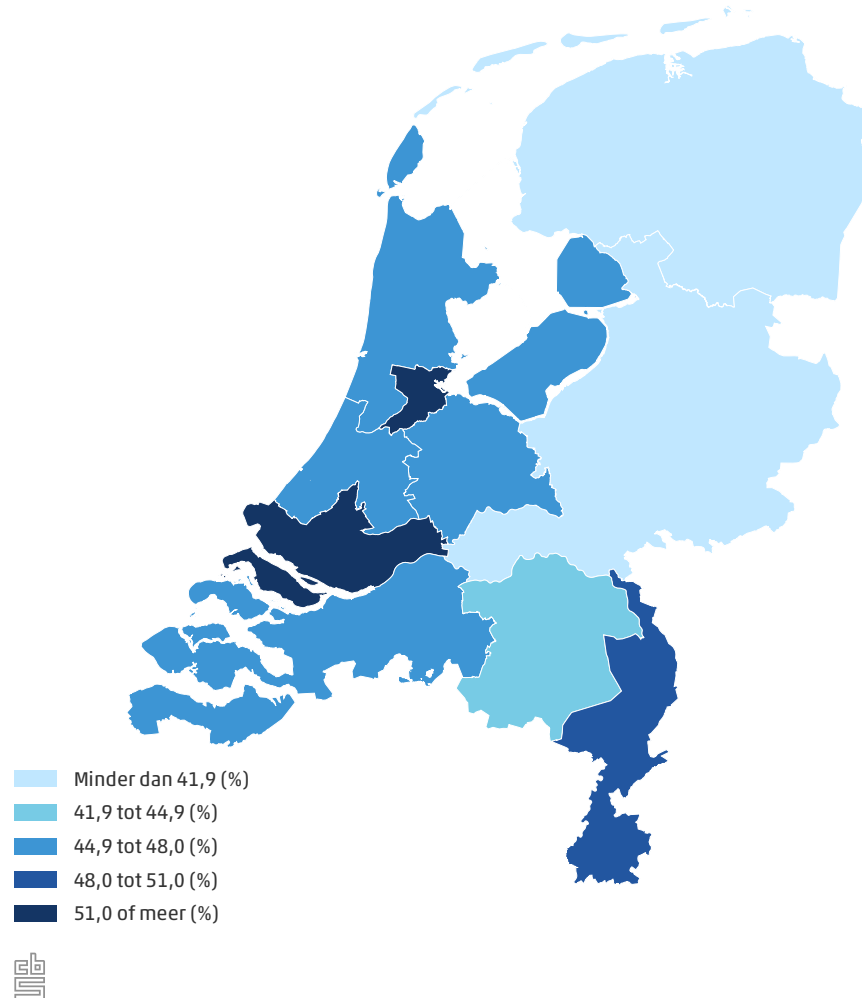 Minder dan 41,9 (%)
41,9 tot 44,9 (%)
44,9 tot 48,0 (%)
48,0 tot 51,0 (%)
51,0 of meer (%)
cb